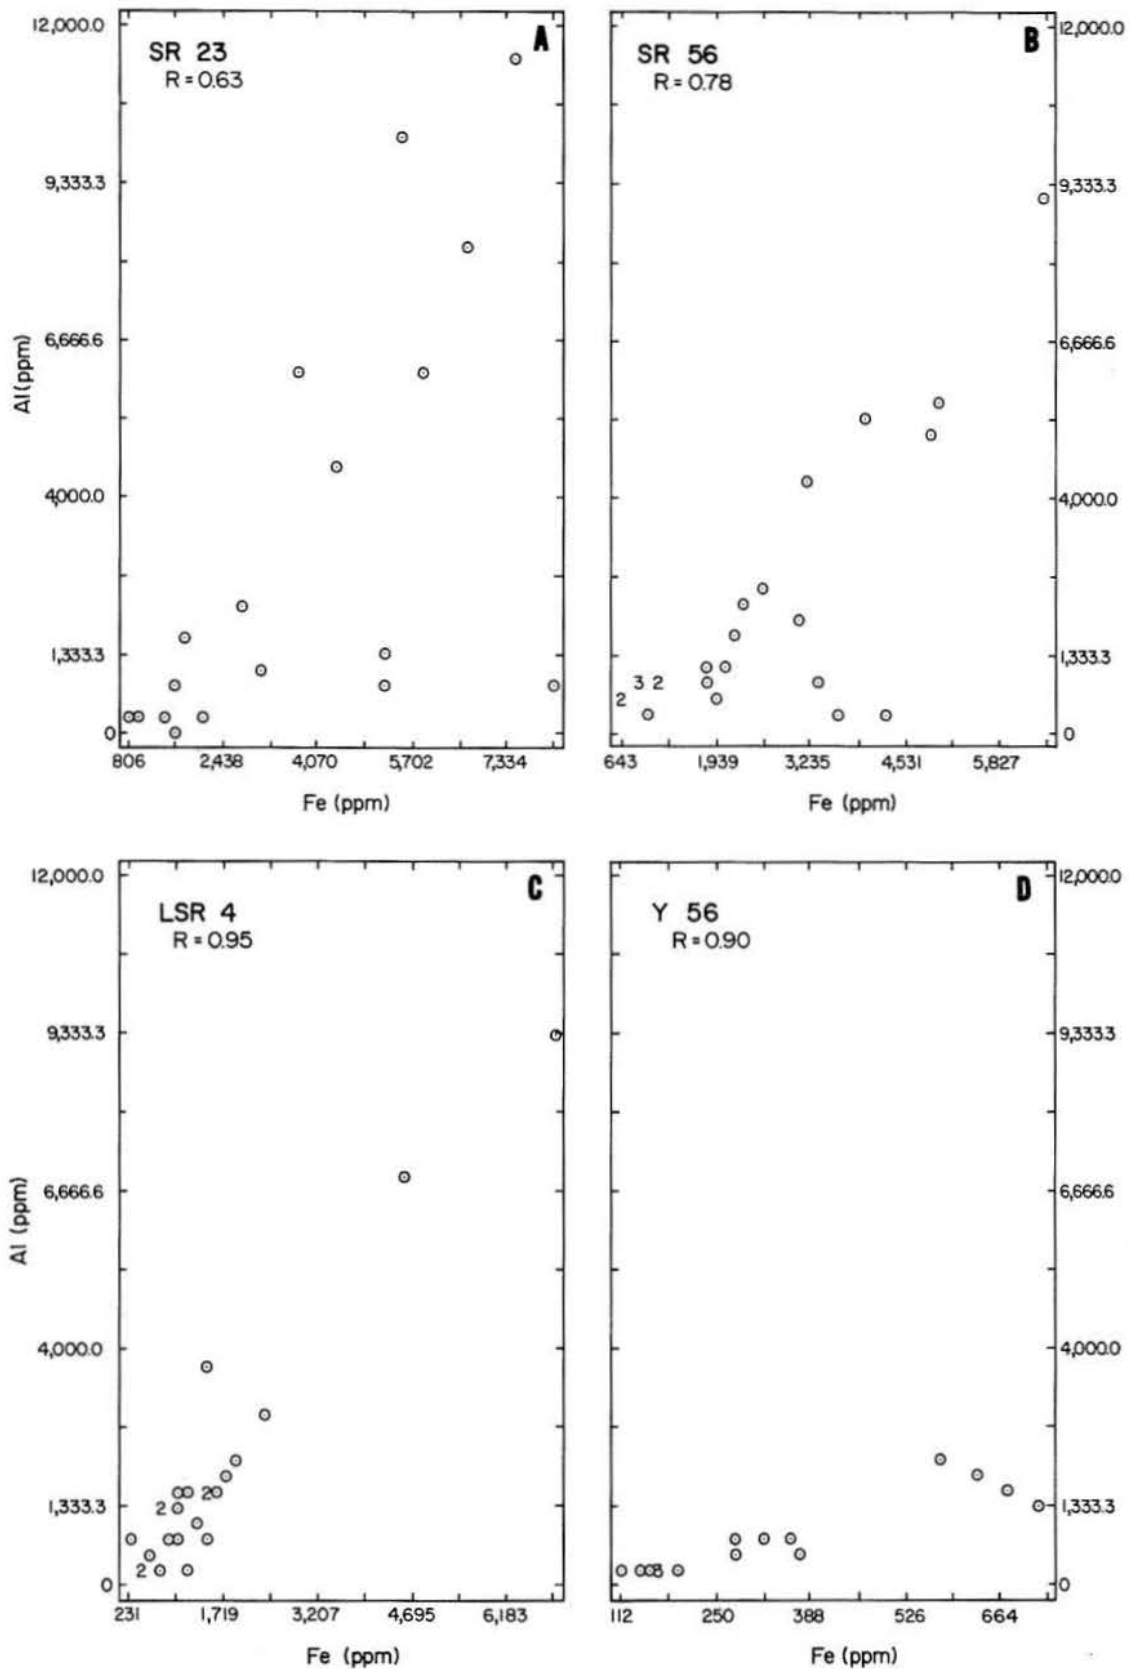 12,000.0
SR 23
R = 0.63
A
9,333.3
6,666.6
Al (ppm)
4,000.0
1,333.3
0
806 2,438 4,070 5,702 7,334
Fe (ppm)
SR 56
R = 0.78
B
12,000.0
9,333.3
6,666.6
4,000.0
1,333.3
3 2
2
0
643 1,939 3,235 4,531 5,827
Fe (ppm)
12,000.0
LSR 4
R = 0.95
C
9,333.3
6,666.6
Al (ppm)
4,000.0
2
1,333.3
2
2
0
231 1,719 3,207 4,695 6,183
Fe (ppm)
Y 56
R = 0.90
D
12,000.0
9,333.3
6,666.6
4,000.0
1,333.3
0
112 250 388 526 664
Fe (ppm)